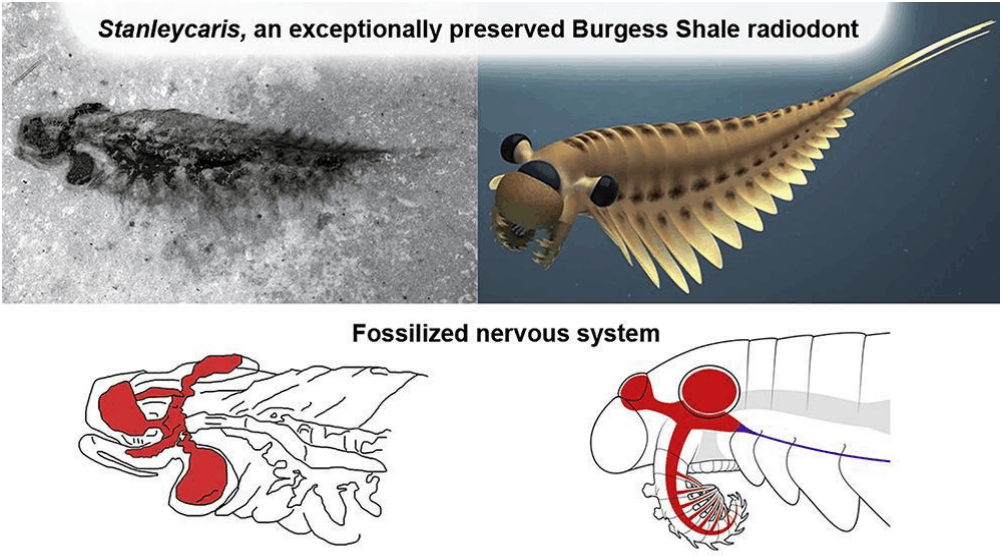 Stanleycaris, an exceptionally preserved Burgess Shale radiodont
Fossilized nervous system